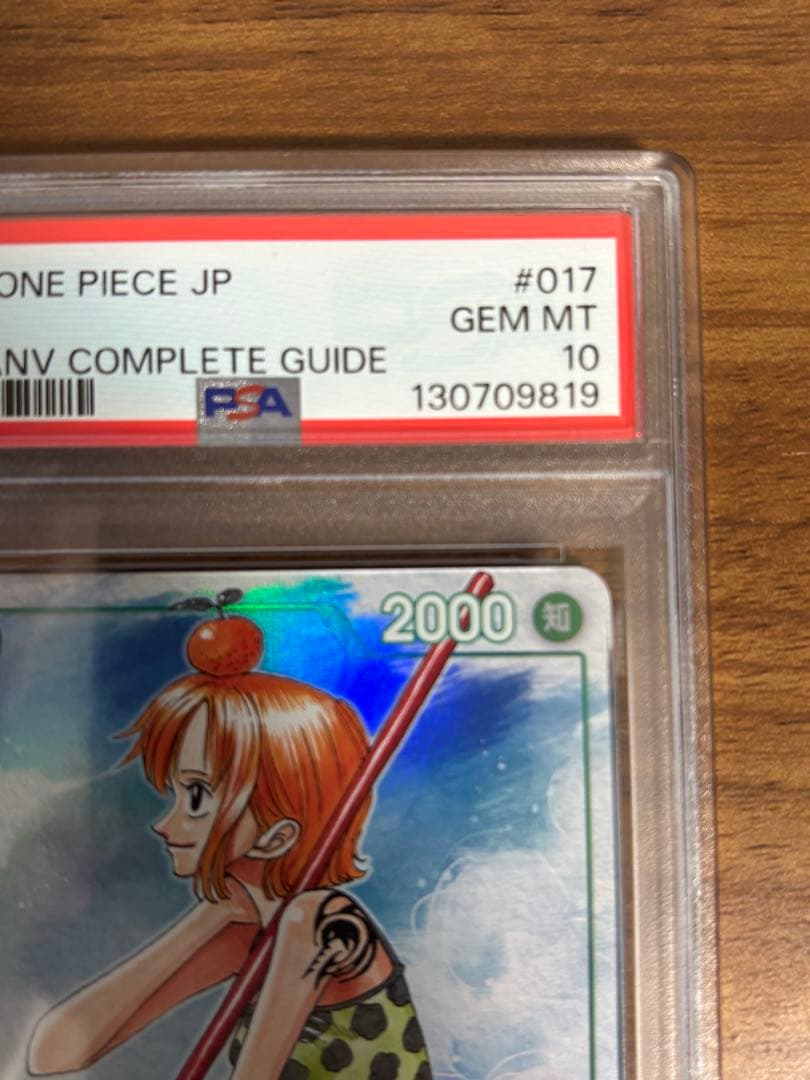 ONE PIECE JP #017
GEM MT
ANV COMPLETE GUIDE 10
PSA 130709819
2000 知